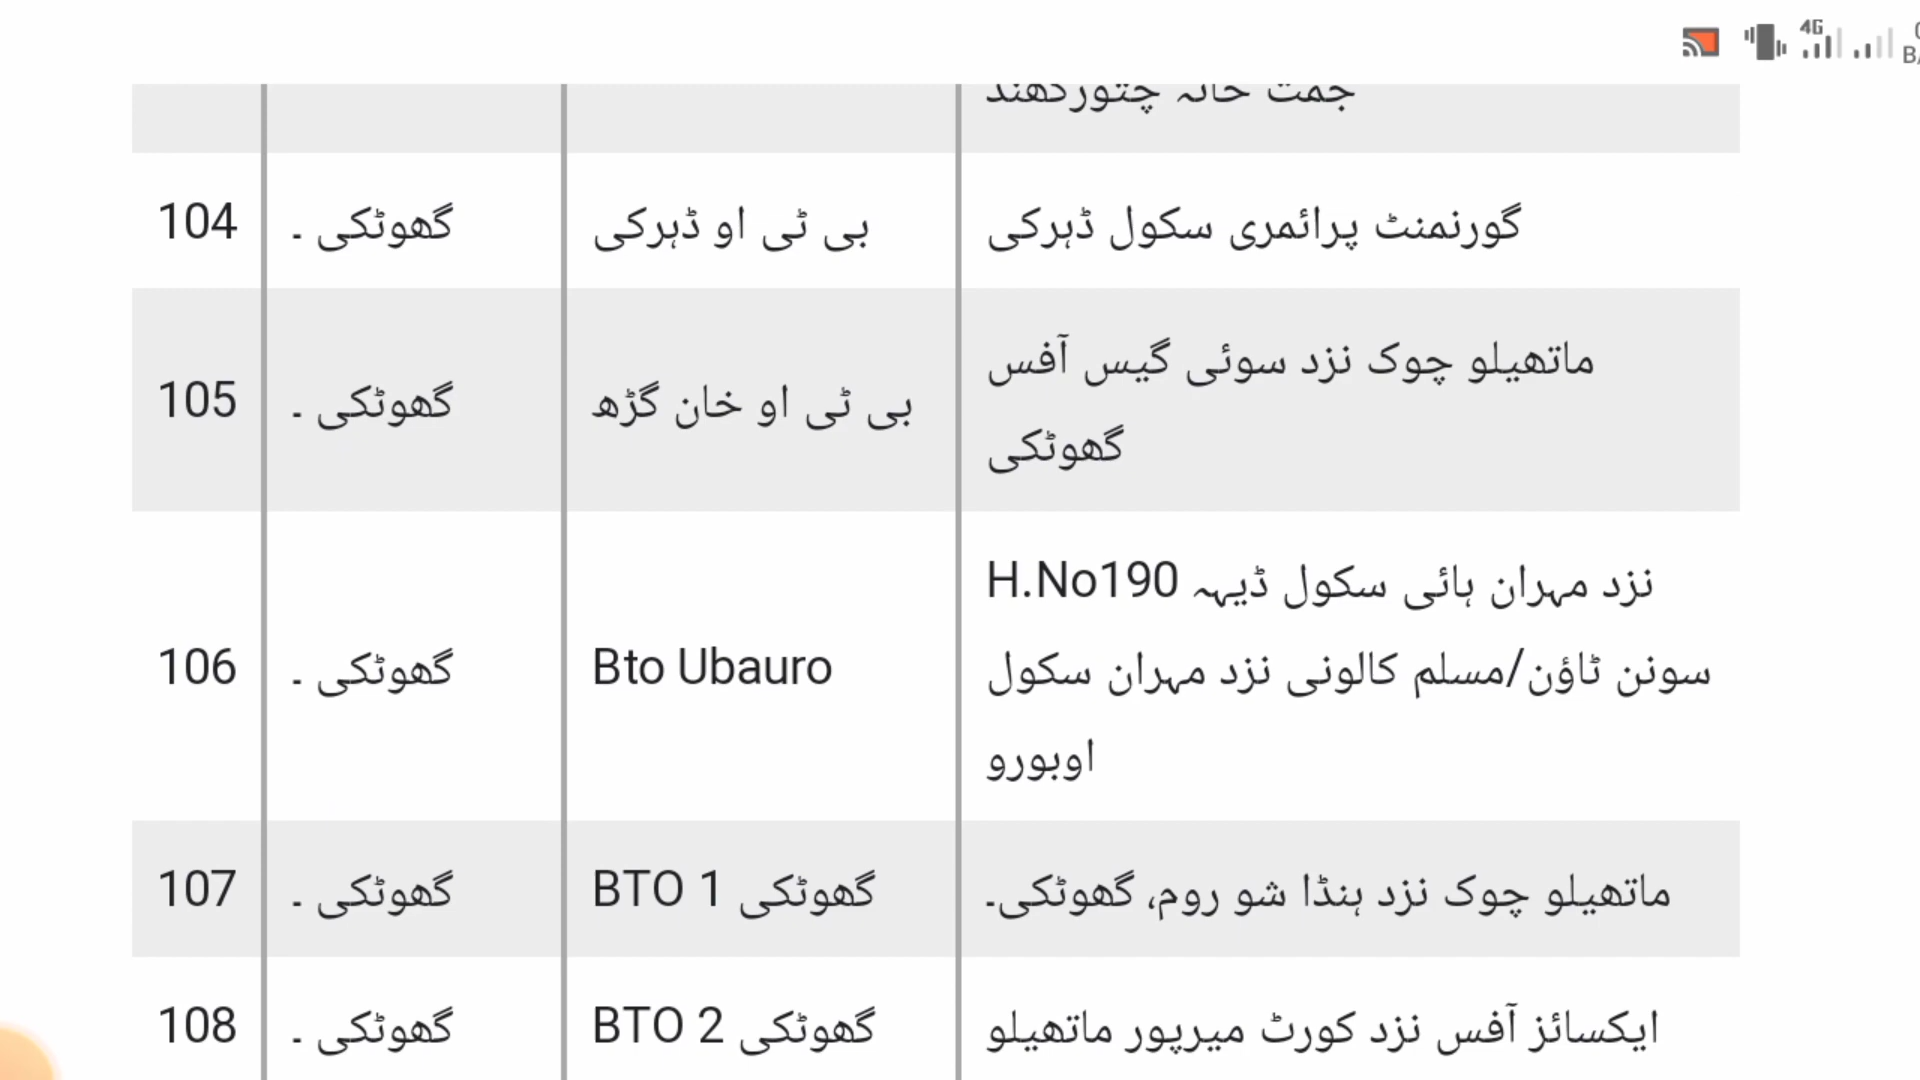 4G
جمت خانہ چتورکھنڈ
104 گھوٹکی ۔ بی ٹی او ڈہرکی گورنمنٹ پرائمری سکول ڈہرکی
105 گھوٹکی ۔ بی ٹی او خان گڑھ ماتھیلو چوک نزد سوئی گیس آفس
گھوٹکی
106 گھوٹکی ۔ Bto Ubauro نزد مہران ہائی سکول ڈیہہ H.No190
سونن ٹاؤن/مسلم کالونی نزد مہران سکول
اوبورو
107 گھوٹکی ۔ BTO 1 گھوٹکی ماتھیلو چوک نزد ہنڈا شو روم، گھوٹکی۔
108 گھوٹکی ۔ BTO 2 گھوٹکی ایکسائز آفس نزد کورٹ میرپور ماتھیلو